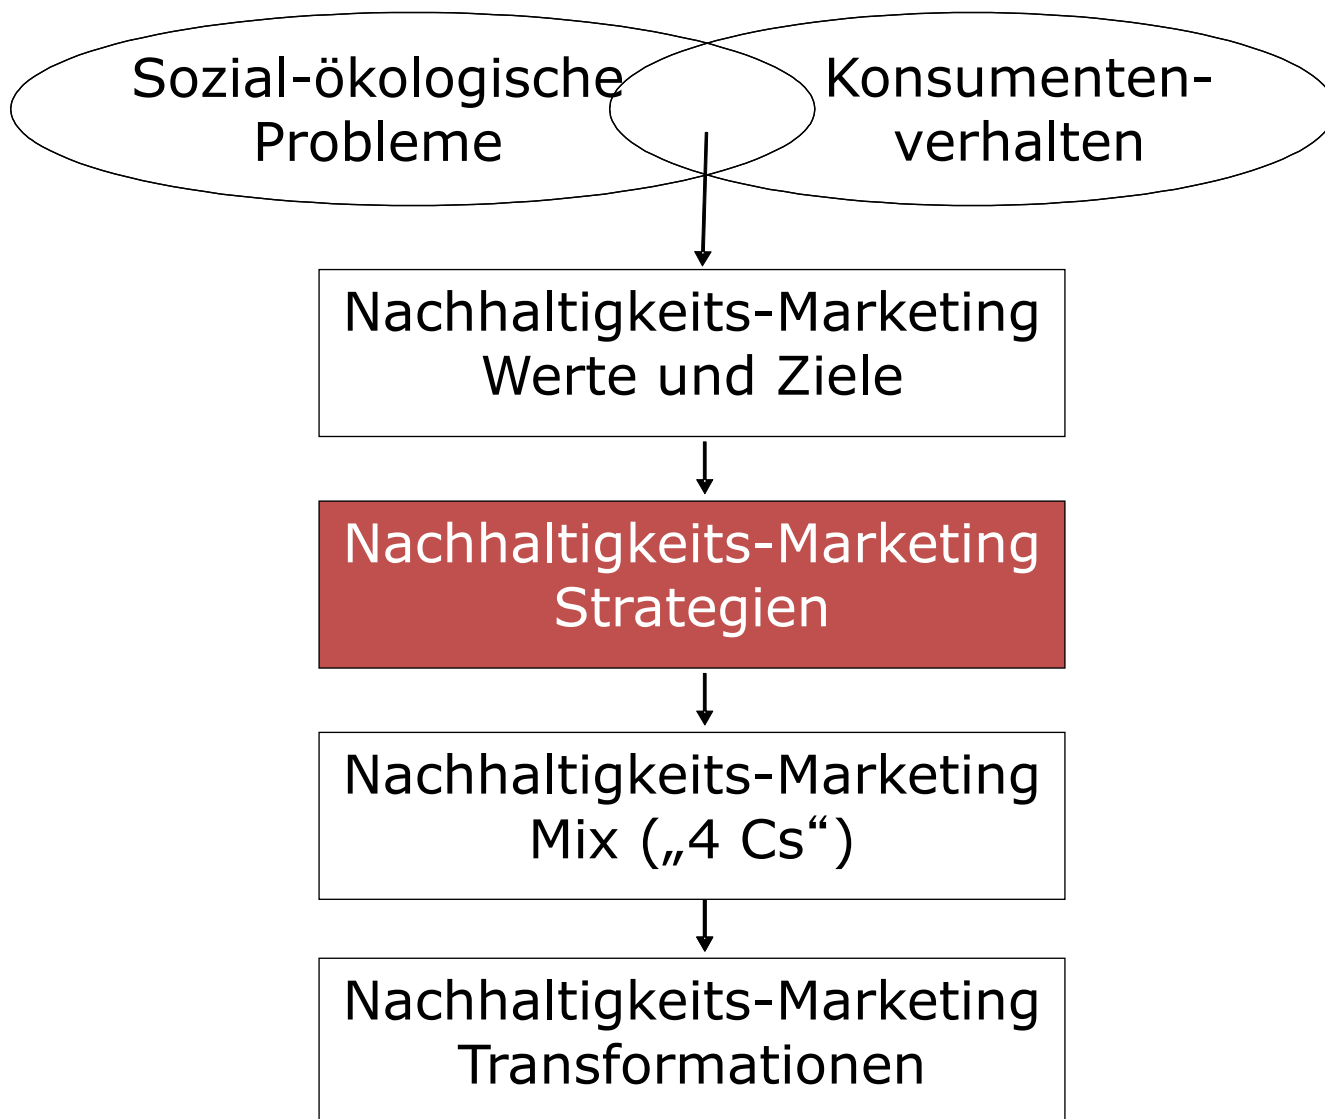 Sozial-ökologische
Probleme
Konsumenten-
verhalten
Nachhaltigkeits-Marketing
Werte und Ziele
Nachhaltigkeits-Marketing
Strategien
Nachhaltigkeits-Marketing
Mix („4 Cs“)
Nachhaltigkeits-Marketing
Transformationen